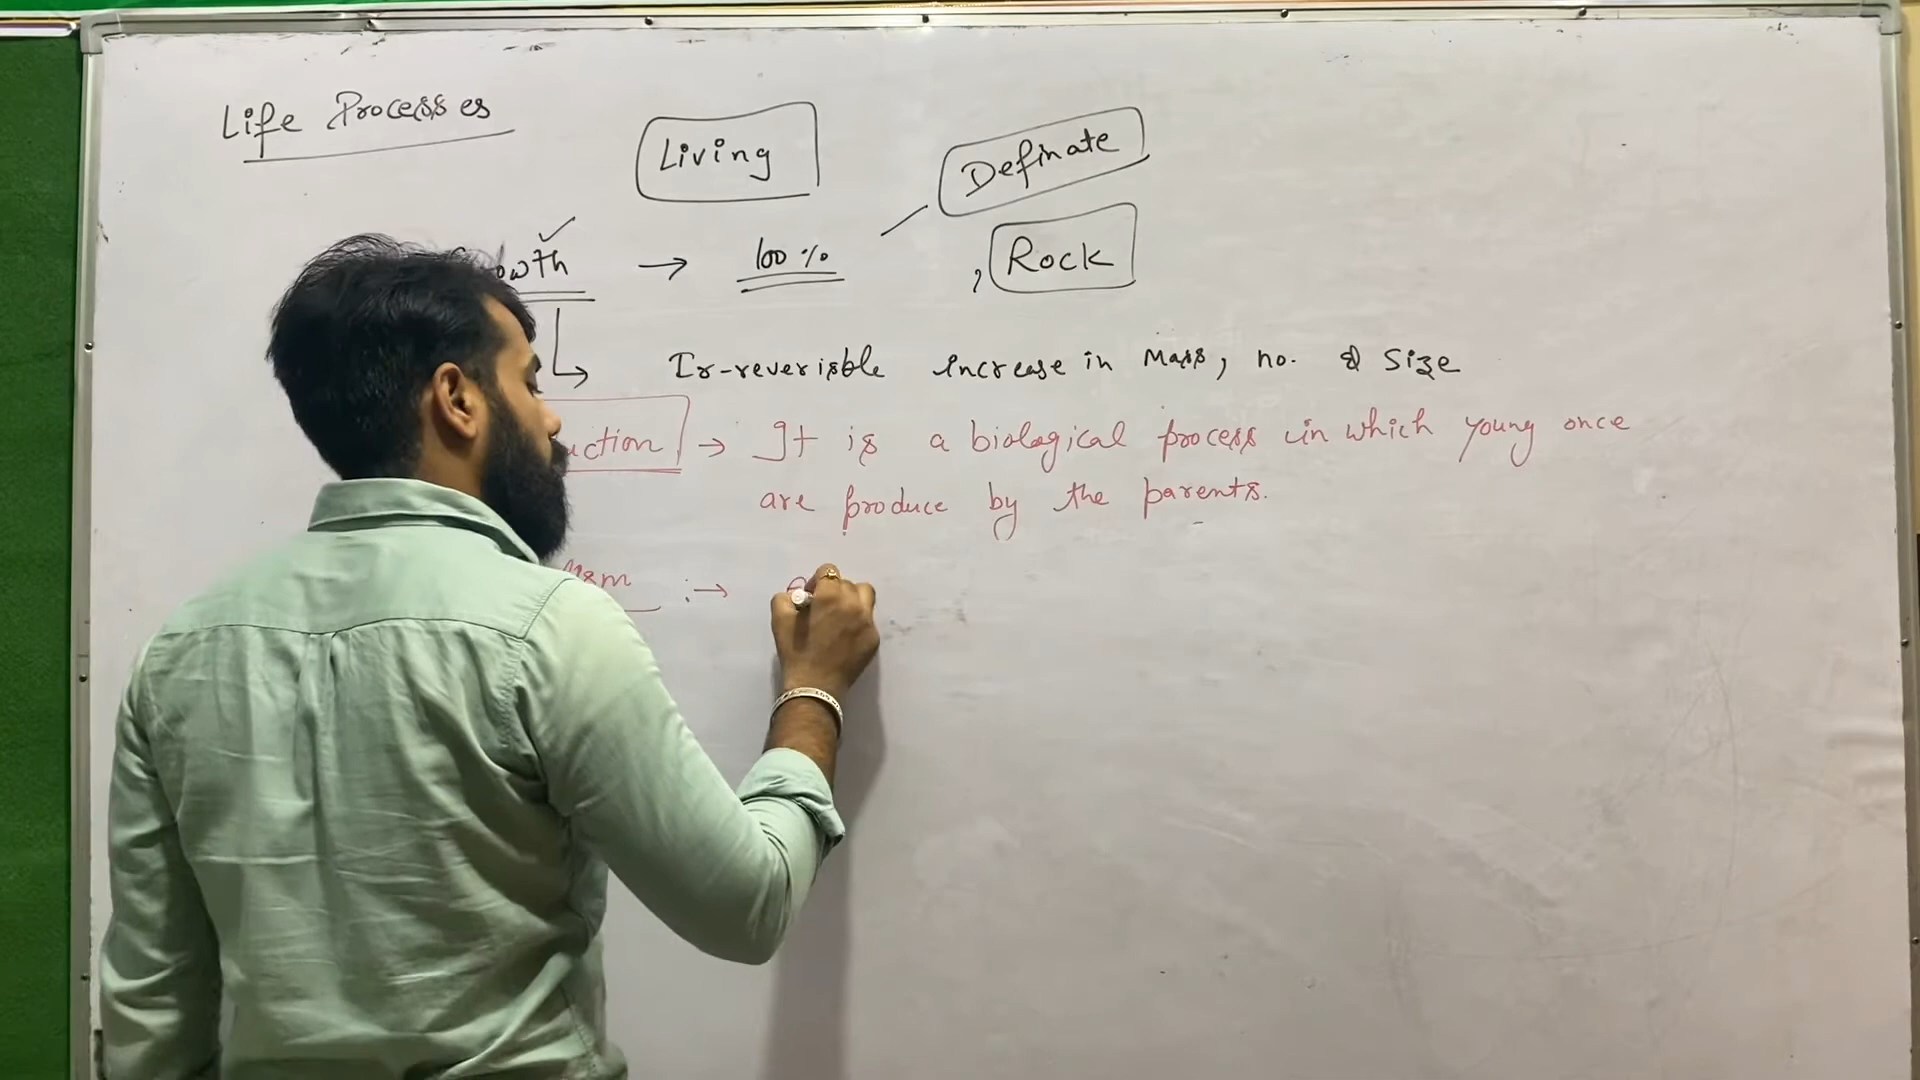 Life Processes
Living
Definate
owth → 100 %
, Rock
Ir-reverisble increase in Mass, no. & Size
uction → It is a biological process in which young once
are produce by the parents.
:→